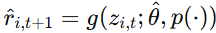 r̂_{i,t+1} = g(z_{i,t}; θ̂, p(·))